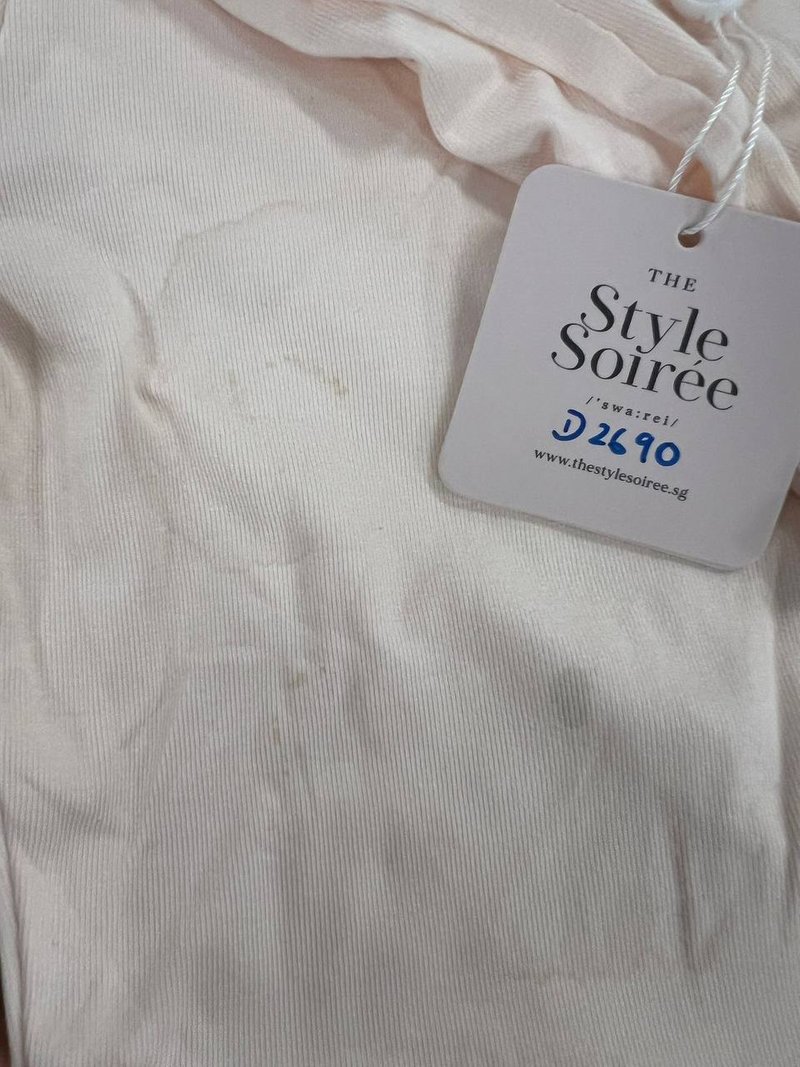 THE
Style
Soirée
/'swa:rei/
D2690
www.thestylesoiree.sg